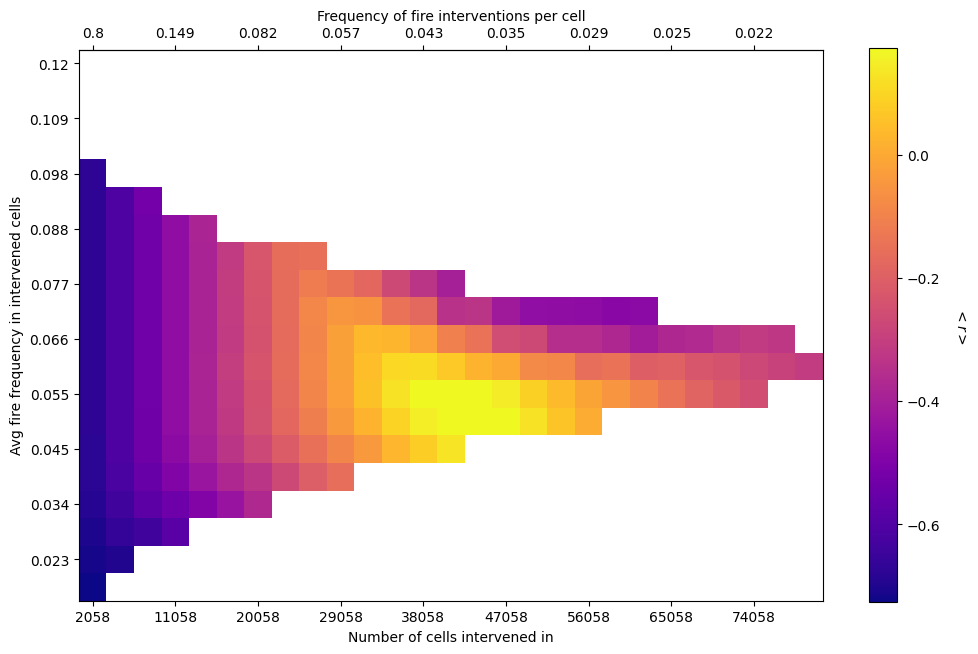 Frequency of fire interventions per cell
0.8 0.149 0.082 0.057 0.043 0.035 0.029 0.025 0.022
0.12
0.109
0.098
0.088
0.077
0.066
0.055
0.045
0.034
0.023
Avg fire frequency in intervened cells
2058 11058 20058 29058 38058 47058 56058 65058 74058
Number of cells intervened in
0.0
−0.2
−0.4
−0.6
< r >